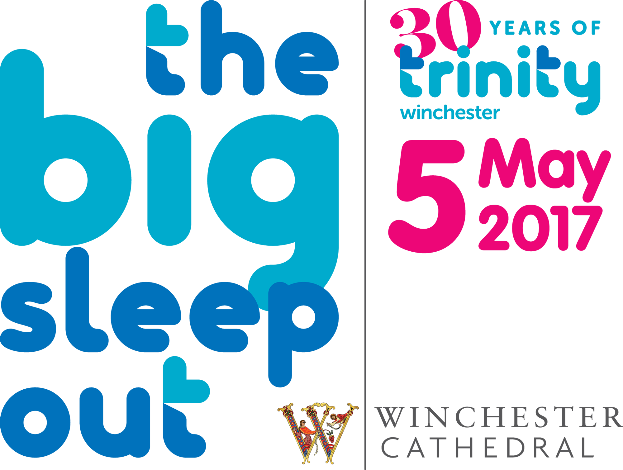 the
big
sleep
out
30 YEARS OF
trinity
winchester
5 May
2017
W WINCHESTER
CATHEDRAL